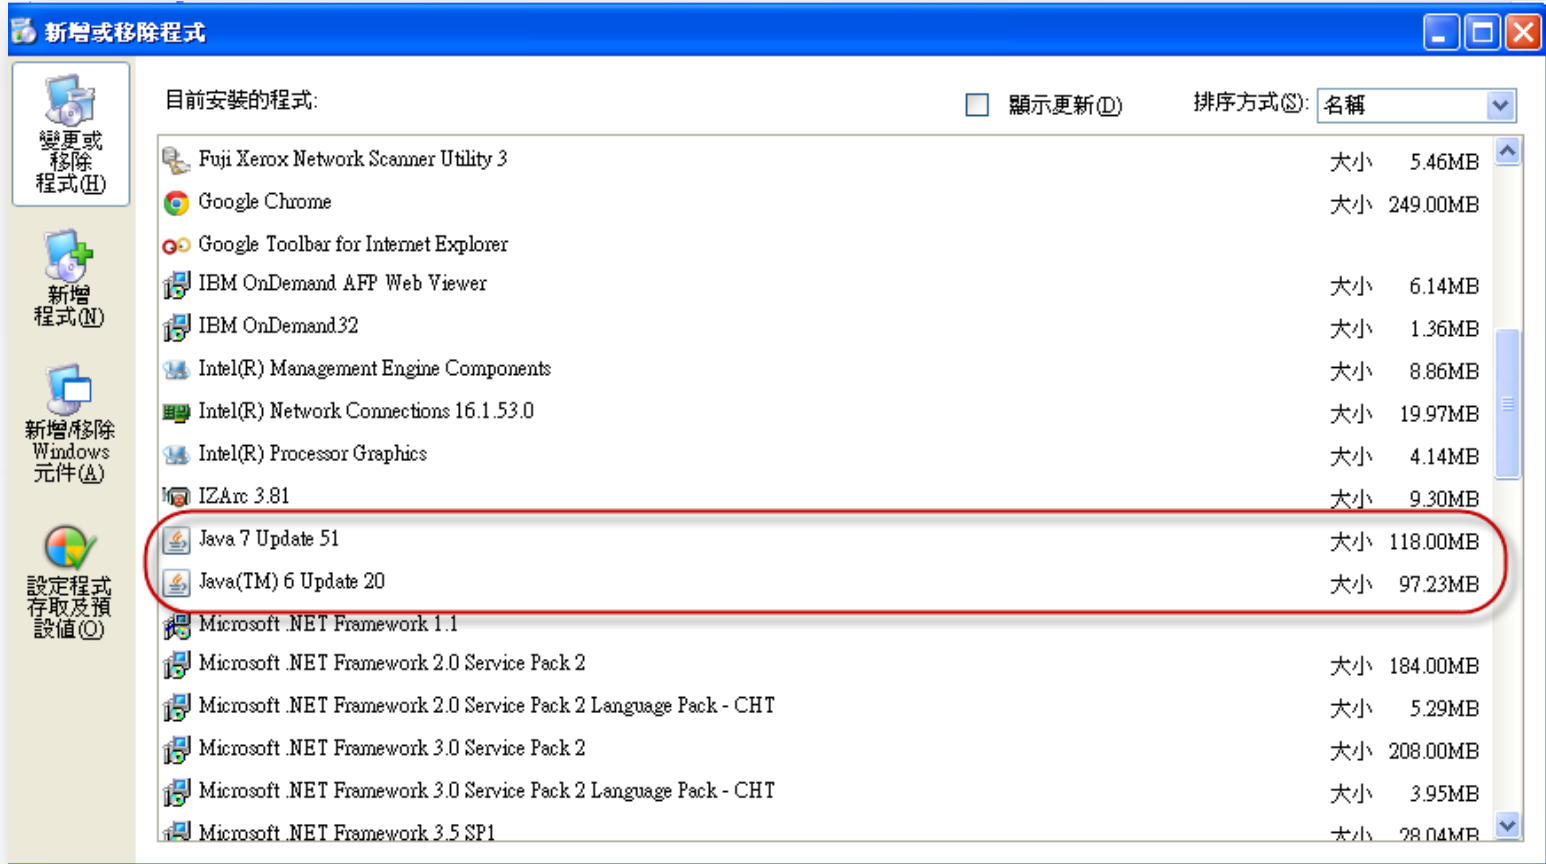 新增或移除程式
變更或
移除
程式(H)
新增
程式(N)
新增/移除
Windows
元件(A)
設定程式
存取及預
設值(O)
目前安裝的程式:
顯示更新(D)
排序方式(S): 名稱
Fuji Xerox Network Scanner Utility 3 大小 5.46MB
Google Chrome 大小 249.00MB
Google Toolbar for Internet Explorer
IBM OnDemand AFP Web Viewer 大小 6.14MB
IBM OnDemand32 大小 1.36MB
Intel(R) Management Engine Components 大小 8.86MB
Intel(R) Network Connections 16.1.53.0 大小 19.97MB
Intel(R) Processor Graphics 大小 4.14MB
IZArc 3.81 大小 9.30MB
Java 7 Update 51 大小 118.00MB
Java(TM) 6 Update 20 大小 97.23MB
Microsoft .NET Framework 1.1
Microsoft .NET Framework 2.0 Service Pack 2 大小 184.00MB
Microsoft .NET Framework 2.0 Service Pack 2 Language Pack - CHT 大小 5.29MB
Microsoft .NET Framework 3.0 Service Pack 2 大小 208.00MB
Microsoft .NET Framework 3.0 Service Pack 2 Language Pack - CHT 大小 3.95MB
Microsoft .NET Framework 3.5 SP1 大小 28.04MB